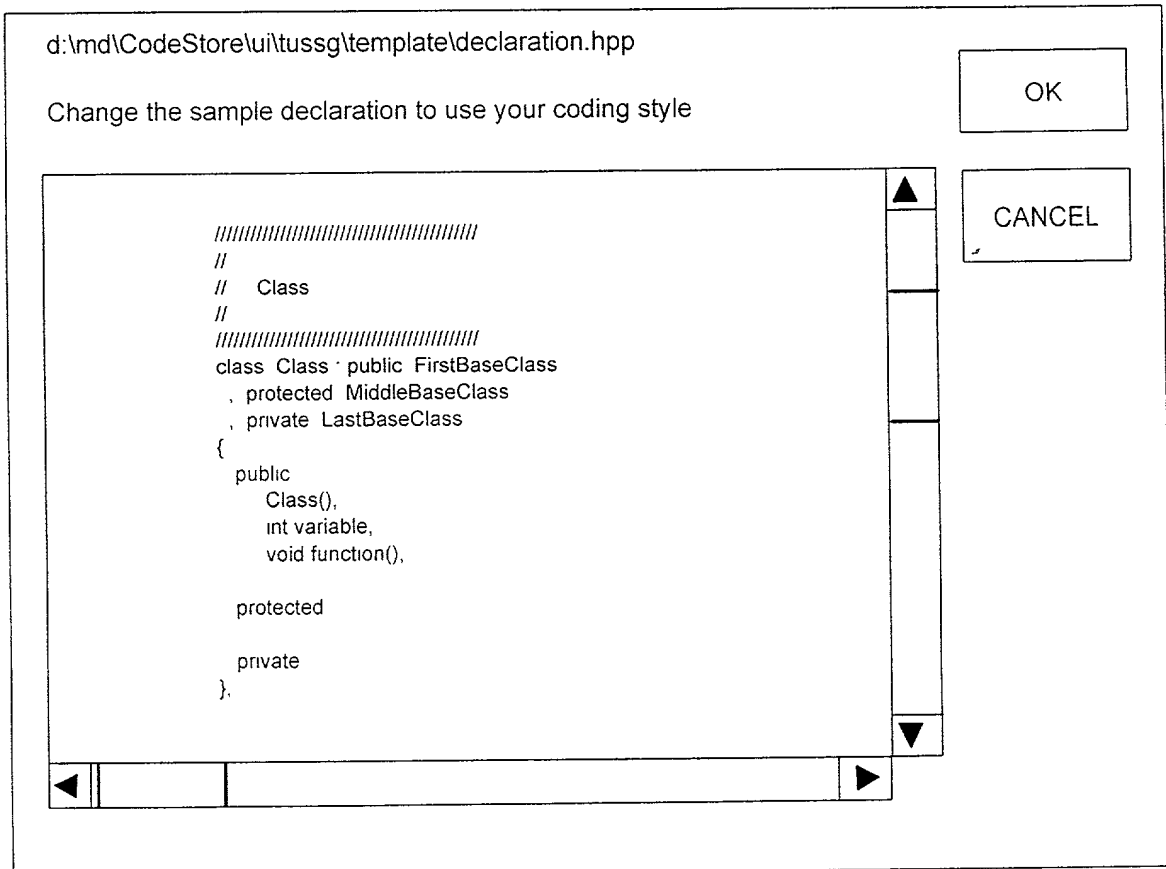 d:\md\CodeStore\ui\tussg\template\declaration.hpp
OK
Change the sample declaration to use your coding style
CANCEL
/////////////////////////////////////////////
//
// Class
//
/////////////////////////////////////////////
class Class : public FirstBaseClass
, protected MiddleBaseClass
, private LastBaseClass
{
public
Class(),
int variable,
void function(),
protected
private
},